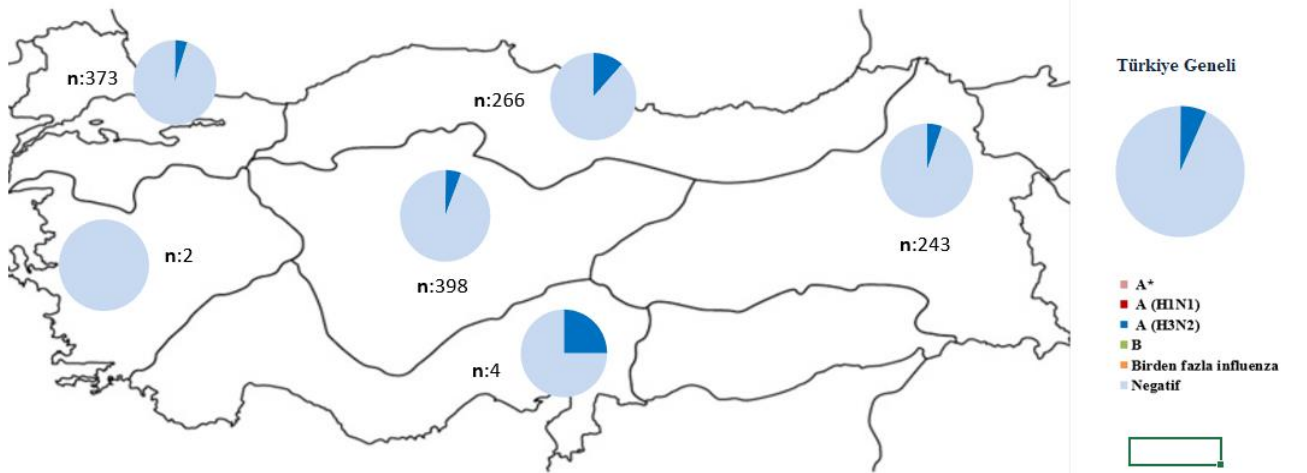 n:373
n:266
Türkiye Geneli
n:2
n:398
n:243
n:4
A*
A (H1N1)
A (H3N2)
B
Birden fazla influenza
Negatif